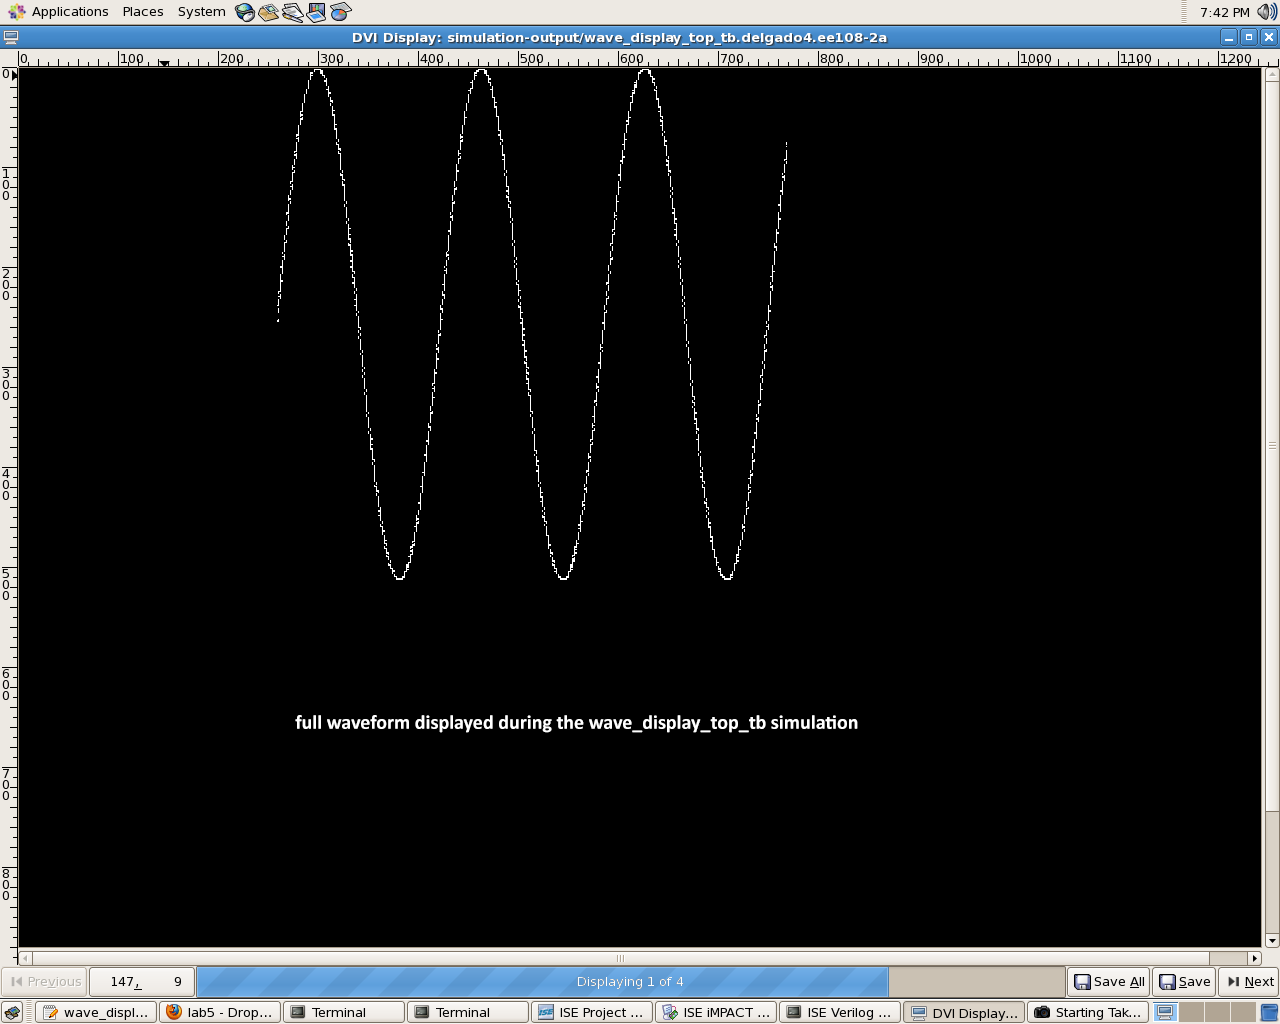 Applications Places System 7:42 PM
DVI Display: simulation-output/wave_display_top_tb.delgado4.ee108-2a
0 100 200 300 400 500 600 700 800 900 1000 1100 1200
0
100
200
300
400
500
600
700
800
full waveform displayed during the wave_display_top_tb simulation
Previous 147, 9 Displaying 1 of 4 Save All Save Next
wave_displ... lab5 - Drop... Terminal Terminal ISE Project ... ISE iMPACT ... ISE Verilog ... DVI Display... Starting Tak...